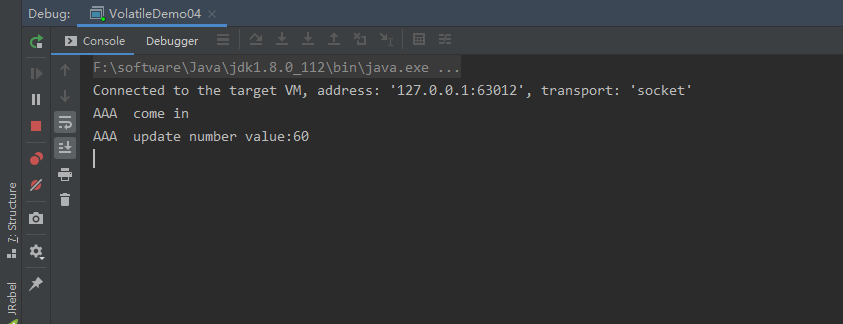 Debug: VolatileDemo04
Console Debugger
F:\software\Java\jdk1.8.0_112\bin\java.exe ...
Connected to the target VM, address: '127.0.0.1:63012', transport: 'socket'
AAA  come in
AAA  update number value:60
7: Structure
JRebel